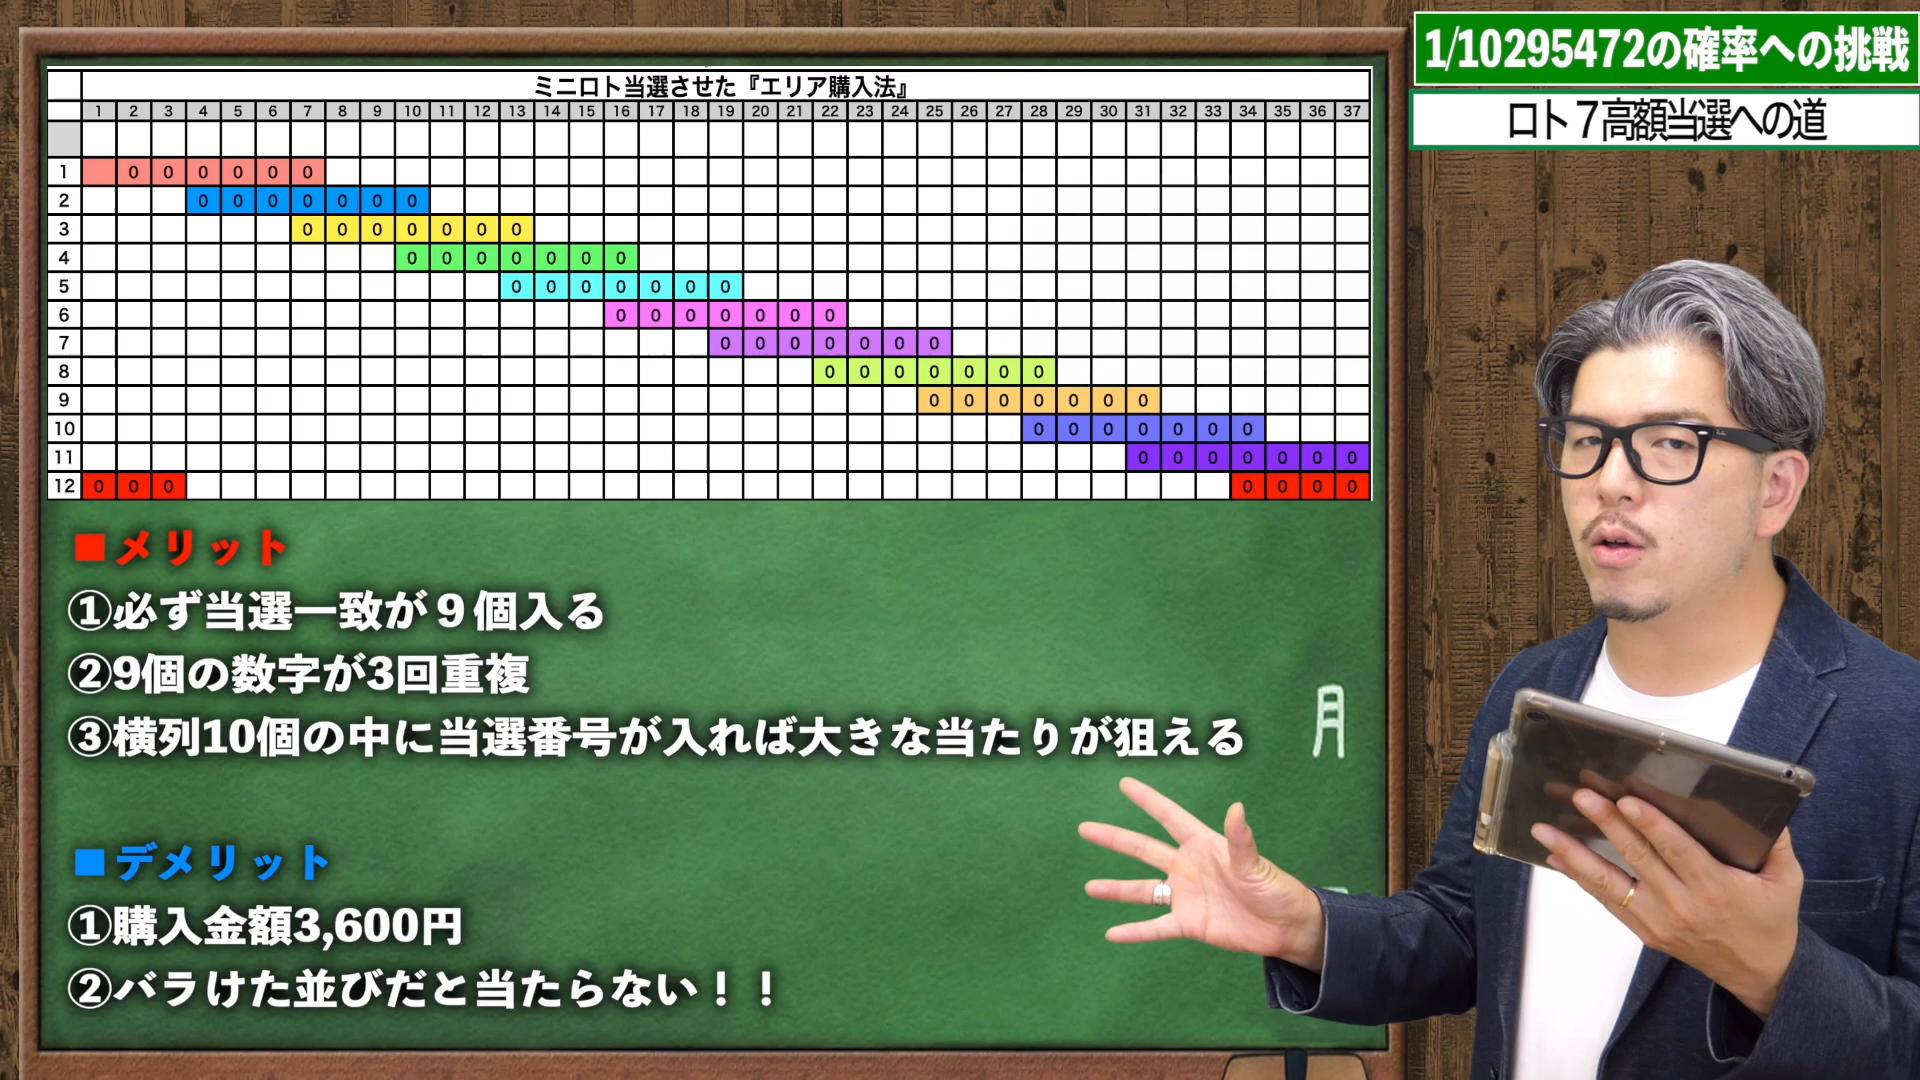 1/10295472の確率への挑戦
ロト７高額当選への道
ミニロト当選させた『エリア購入法』
1 2 3 4 5 6 7 8 9 10 11 12 13 14 15 16 17 18 19 20 21 22 23 24 25 26 27 28 29 30 31 32 33 34 35 36 37
1 0 0 0 0 0 0
2 0 0 0 0 0 0 0
3 0 0 0 0 0 0 0
4 0 0 0 0 0 0 0
5 0 0 0 0 0 0 0
6 0 0 0 0 0 0 0
7 0 0 0 0 0 0 0
8 0 0 0 0 0 0 0
9 0 0 0 0 0 0 0
10 0 0 0 0 0 0 0
11 0 0 0 0 0 0 0
12 0 0 0 0 0 0 0
■メリット
①必ず当選一致が９個入る
②9個の数字が3回重複
③横列10個の中に当選番号が入れば大きな当たりが狙える
月
■デメリット
①購入金額3,600円
②バラけた並びだと当たらない！！